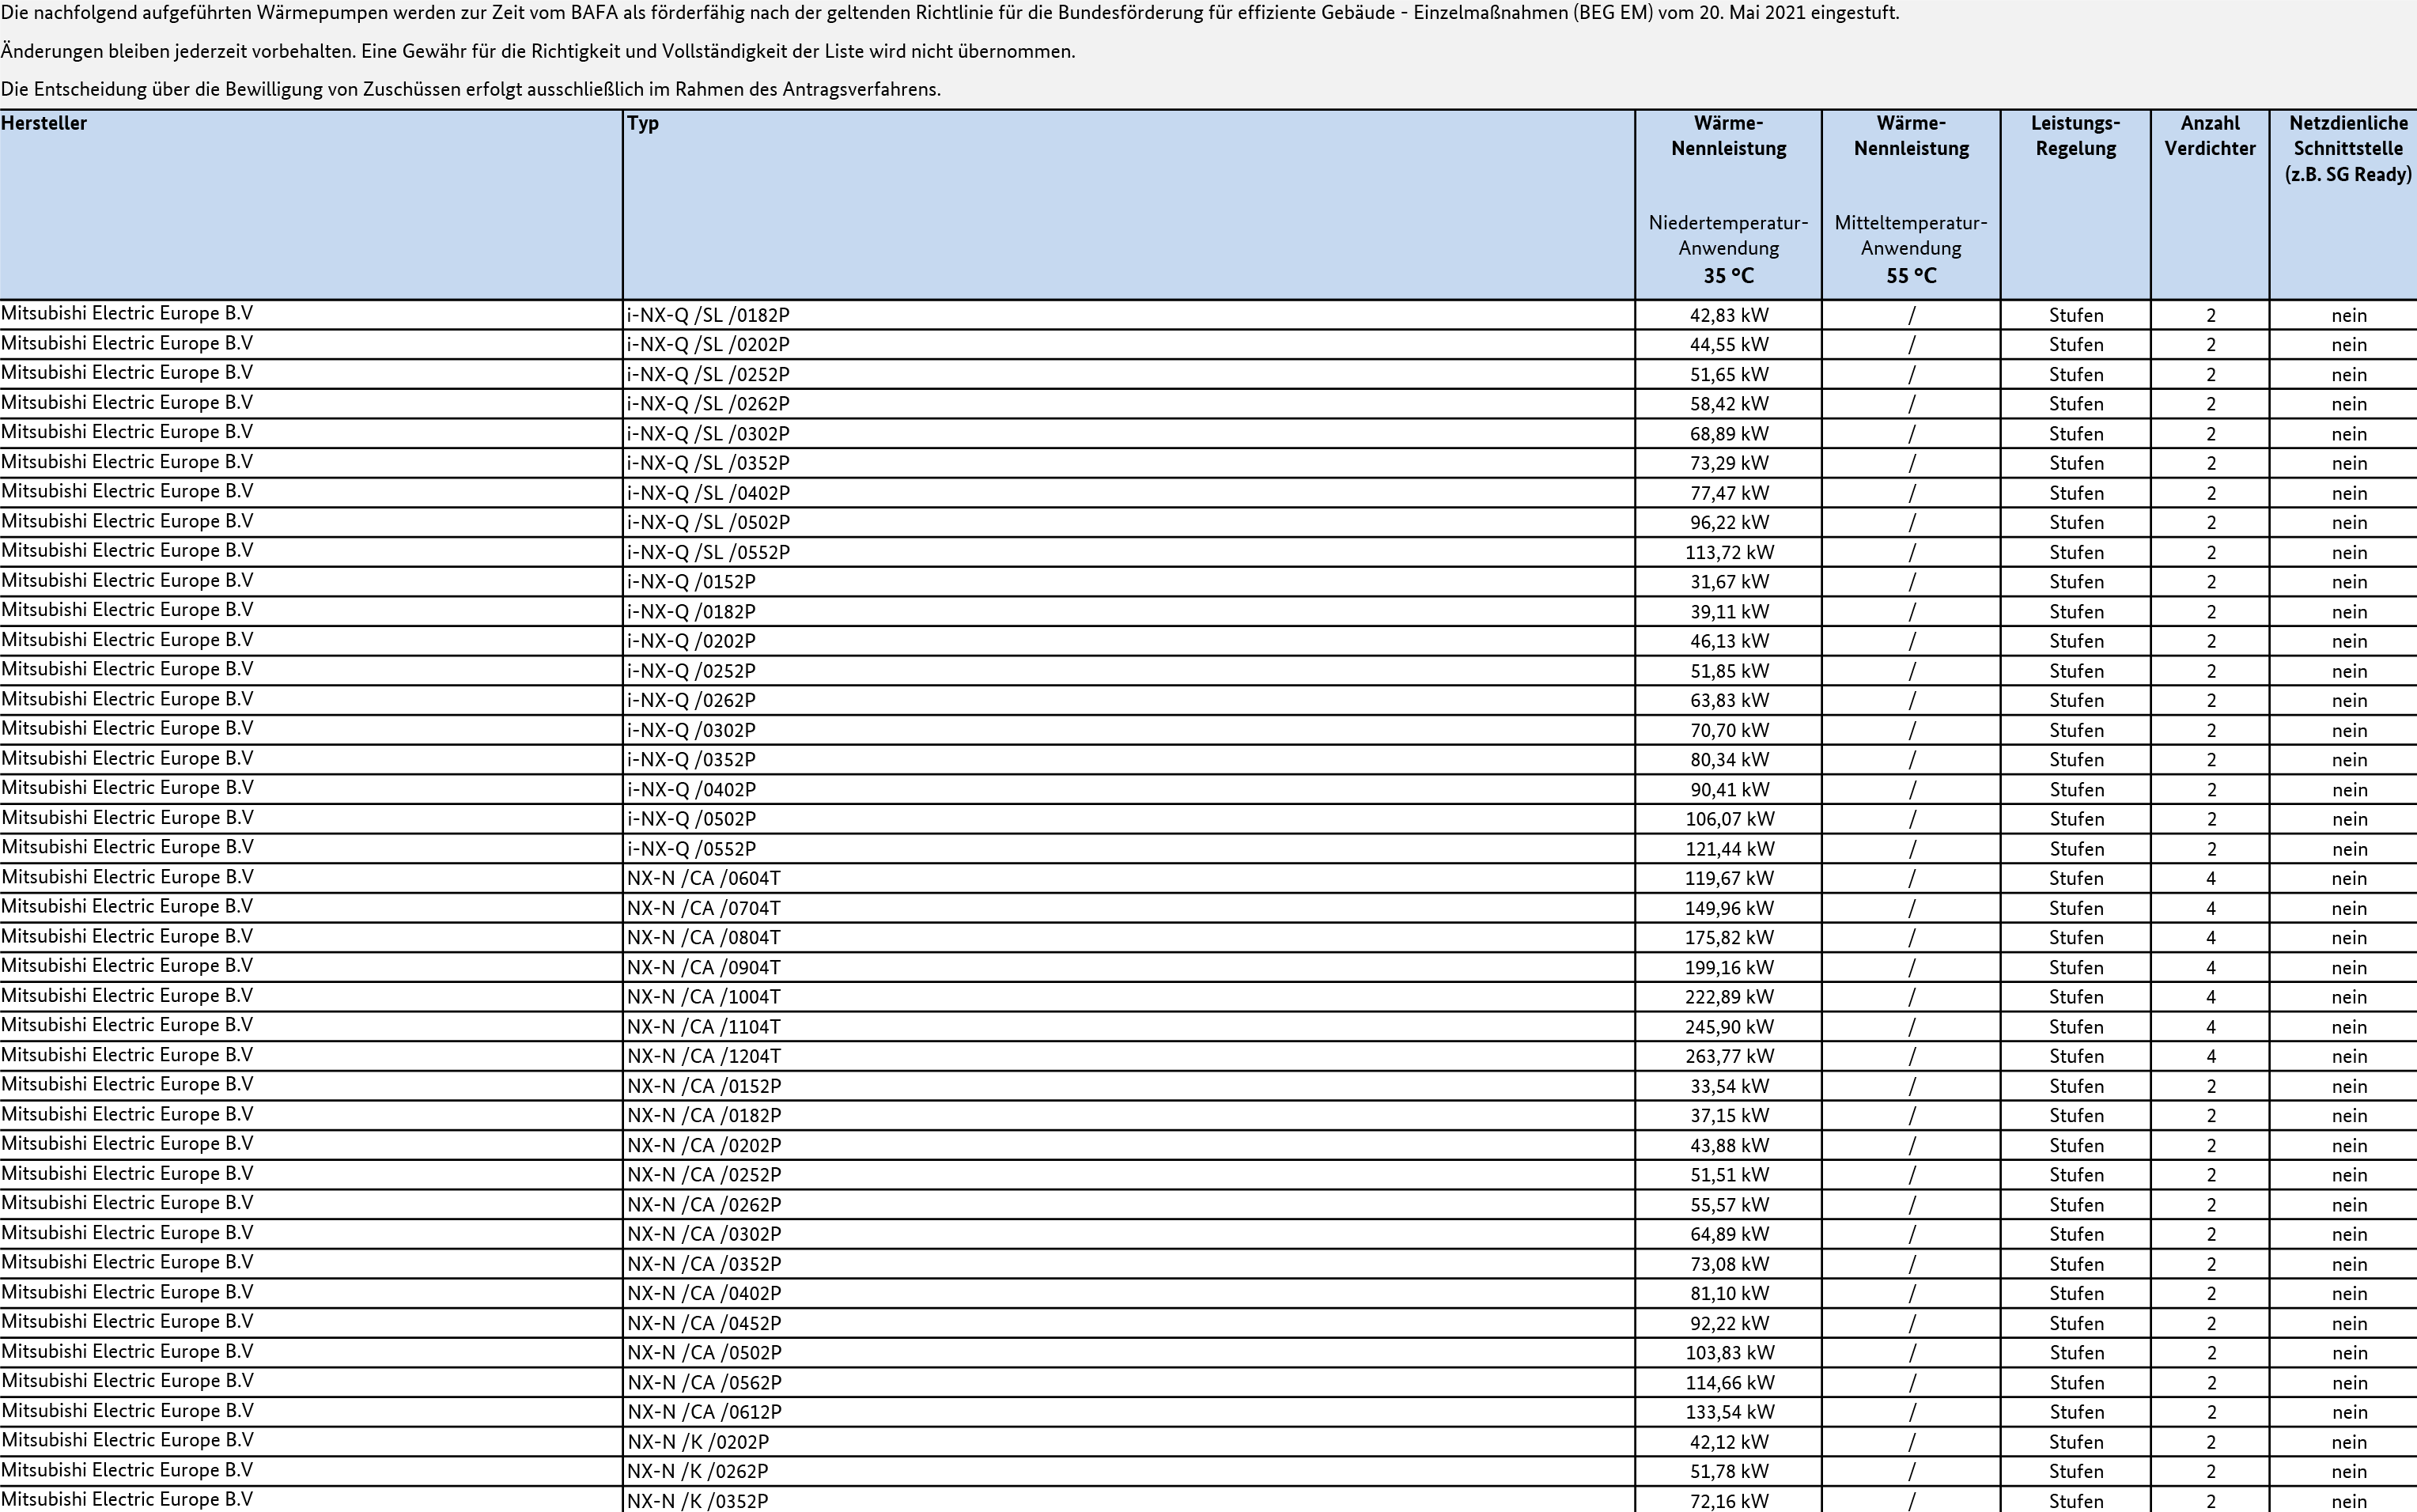 Die nachfolgend aufgeführten Wärmepumpen werden zur Zeit vom BAFA als förderfähig nach der geltenden Richtlinie für die Bundesförderung für effiziente Gebäude - Einzelmaßnahmen (BEG EM) vom 20. Mai 2021 eingestuft.
Änderungen bleiben jederzeit vorbehalten. Eine Gewähr für die Richtigkeit und Vollständigkeit der Liste wird nicht übernommen.
Die Entscheidung über die Bewilligung von Zuschüssen erfolgt ausschließlich im Rahmen des Antragsverfahrens.
Hersteller Typ Wärme- Wärme- Leistungs- Anzahl Netzdienliche
Nennleistung Nennleistung Regelung Verdichter Schnittstelle
(z.B. SG Ready)
Niedertemperatur- Mitteltemperatur-
Anwendung Anwendung
35 °C 55 °C
Mitsubishi Electric Europe B.V i-NX-Q /SL /0182P 42,83 kW / Stufen 2 nein
Mitsubishi Electric Europe B.V i-NX-Q /SL /0202P 44,55 kW / Stufen 2 nein
Mitsubishi Electric Europe B.V i-NX-Q /SL /0252P 51,65 kW / Stufen 2 nein
Mitsubishi Electric Europe B.V i-NX-Q /SL /0262P 58,42 kW / Stufen 2 nein
Mitsubishi Electric Europe B.V i-NX-Q /SL /0302P 68,89 kW / Stufen 2 nein
Mitsubishi Electric Europe B.V i-NX-Q /SL /0352P 73,29 kW / Stufen 2 nein
Mitsubishi Electric Europe B.V i-NX-Q /SL /0402P 77,47 kW / Stufen 2 nein
Mitsubishi Electric Europe B.V i-NX-Q /SL /0502P 96,22 kW / Stufen 2 nein
Mitsubishi Electric Europe B.V i-NX-Q /SL /0552P 113,72 kW / Stufen 2 nein
Mitsubishi Electric Europe B.V i-NX-Q /0152P 31,67 kW / Stufen 2 nein
Mitsubishi Electric Europe B.V i-NX-Q /0182P 39,11 kW / Stufen 2 nein
Mitsubishi Electric Europe B.V i-NX-Q /0202P 46,13 kW / Stufen 2 nein
Mitsubishi Electric Europe B.V i-NX-Q /0252P 51,85 kW / Stufen 2 nein
Mitsubishi Electric Europe B.V i-NX-Q /0262P 63,83 kW / Stufen 2 nein
Mitsubishi Electric Europe B.V i-NX-Q /0302P 70,70 kW / Stufen 2 nein
Mitsubishi Electric Europe B.V i-NX-Q /0352P 80,34 kW / Stufen 2 nein
Mitsubishi Electric Europe B.V i-NX-Q /0402P 90,41 kW / Stufen 2 nein
Mitsubishi Electric Europe B.V i-NX-Q /0502P 106,07 kW / Stufen 2 nein
Mitsubishi Electric Europe B.V i-NX-Q /0552P 121,44 kW / Stufen 2 nein
Mitsubishi Electric Europe B.V NX-N /CA /0604T 119,67 kW / Stufen 4 nein
Mitsubishi Electric Europe B.V NX-N /CA /0704T 149,96 kW / Stufen 4 nein
Mitsubishi Electric Europe B.V NX-N /CA /0804T 175,82 kW / Stufen 4 nein
Mitsubishi Electric Europe B.V NX-N /CA /0904T 199,16 kW / Stufen 4 nein
Mitsubishi Electric Europe B.V NX-N /CA /1004T 222,89 kW / Stufen 4 nein
Mitsubishi Electric Europe B.V NX-N /CA /1104T 245,90 kW / Stufen 4 nein
Mitsubishi Electric Europe B.V NX-N /CA /1204T 263,77 kW / Stufen 4 nein
Mitsubishi Electric Europe B.V NX-N /CA /0152P 33,54 kW / Stufen 2 nein
Mitsubishi Electric Europe B.V NX-N /CA /0182P 37,15 kW / Stufen 2 nein
Mitsubishi Electric Europe B.V NX-N /CA /0202P 43,88 kW / Stufen 2 nein
Mitsubishi Electric Europe B.V NX-N /CA /0252P 51,51 kW / Stufen 2 nein
Mitsubishi Electric Europe B.V NX-N /CA /0262P 55,57 kW / Stufen 2 nein
Mitsubishi Electric Europe B.V NX-N /CA /0302P 64,89 kW / Stufen 2 nein
Mitsubishi Electric Europe B.V NX-N /CA /0352P 73,08 kW / Stufen 2 nein
Mitsubishi Electric Europe B.V NX-N /CA /0402P 81,10 kW / Stufen 2 nein
Mitsubishi Electric Europe B.V NX-N /CA /0452P 92,22 kW / Stufen 2 nein
Mitsubishi Electric Europe B.V NX-N /CA /0502P 103,83 kW / Stufen 2 nein
Mitsubishi Electric Europe B.V NX-N /CA /0562P 114,66 kW / Stufen 2 nein
Mitsubishi Electric Europe B.V NX-N /CA /0612P 133,54 kW / Stufen 2 nein
Mitsubishi Electric Europe B.V NX-N /K /0202P 42,12 kW / Stufen 2 nein
Mitsubishi Electric Europe B.V NX-N /K /0262P 51,78 kW / Stufen 2 nein
Mitsubishi Electric Europe B.V NX-N /K /0352P 72,16 kW / Stufen 2 nein